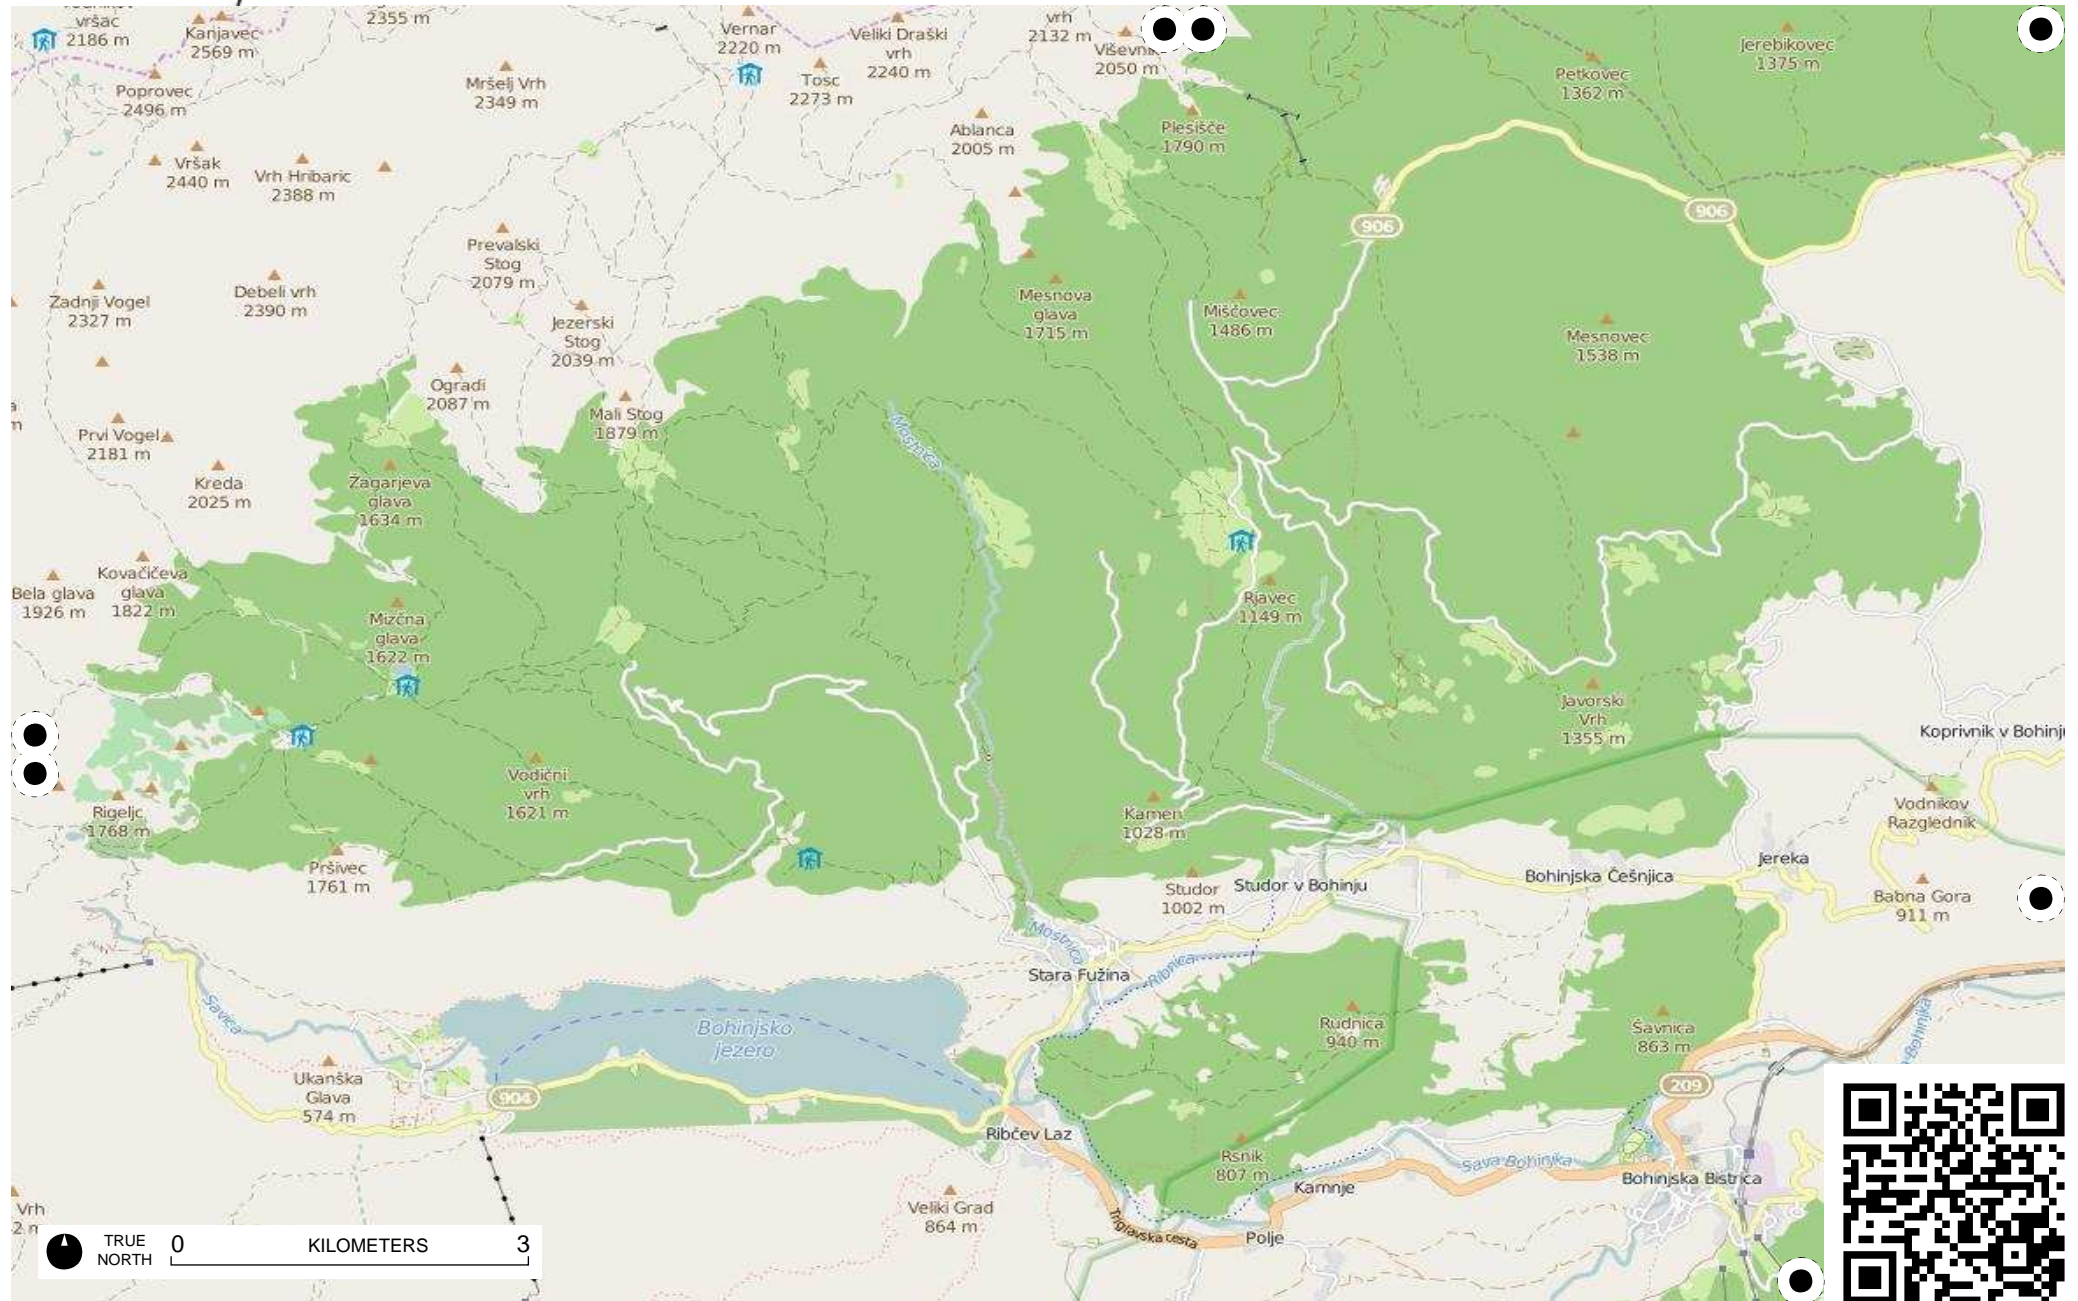 vršac
2186 m
Kanjavec
2569 m
2355 m
Vernar
2220 m
Veliki Draški
vrh
2240 m
vrh
2132 m
2050 m
Jerebikovec
1375 m
Petkovec
1362 m
Poprovec
2496 m
Mršelj Vrh
2349 m
Tosc
2273 m
Ablanca
2005 m
Plesišče
1790 m
Vršak
2440 m
Vrh Hribaric
2388 m
906
906
Prevalski
Stog
2079 m
Zadnji Vogel
2327 m
Debeli vrh
2390 m
Jezerski
Stog
2039 m
Mesnova
glava
1715 m
Miščovec
1486 m
Mesnovec
1538 m
Ogradi
2087 m
Mali Stog
1879 m
Prvi Vogel
2181 m
Mostnica
Kreda
2025 m
Žagarjeva
glava
1634 m
Kovačičeva
glava
1822 m
Bela glava
1926 m
Mizčna
glava
1622 m
Rjavec
1149 m
Javorski
Vrh
1355 m
Koprivnik v Bohinju
Vodični
vrh
1621 m
Rigeljc
1768 m
Kamen
1028 m
Vodnikov
Razglednik
Pršivec
1761 m
Jereka
Studor
1002 m
Studor v Bohinju
Bohinjska Češnjica
Babna Gora
911 m
Mostnica
Stara Fužina
Ribnica
Savica
Bohinjsko
jezero
Rudnica
940 m
Šavnica
863 m
Ukanška
Glava
574 m
904
209
Ribčev Laz
Rsnik
807 m
Sava Bohinjka
Kamnje
Bohinjska Bistrica
Veliki Grad
864 m
Vrh
Triglavska cesta
Polje
TRUE
NORTH
0 KILOMETERS 3